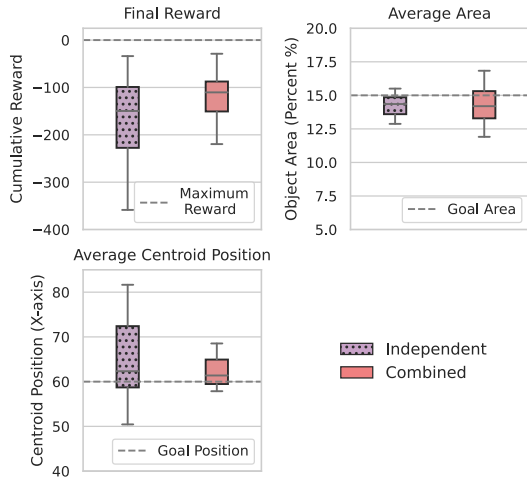 Final Reward
Cumulative Reward
0
−100
−200
−300
−400
Maximum
Reward
Average Area
Object Area (Percent %)
20.0
17.5
15.0
12.5
10.0
7.5
5.0
Goal Area
Average Centroid Position
Centroid Position (X-axis)
80
70
60
50
40
Goal Position
Independent
Combined